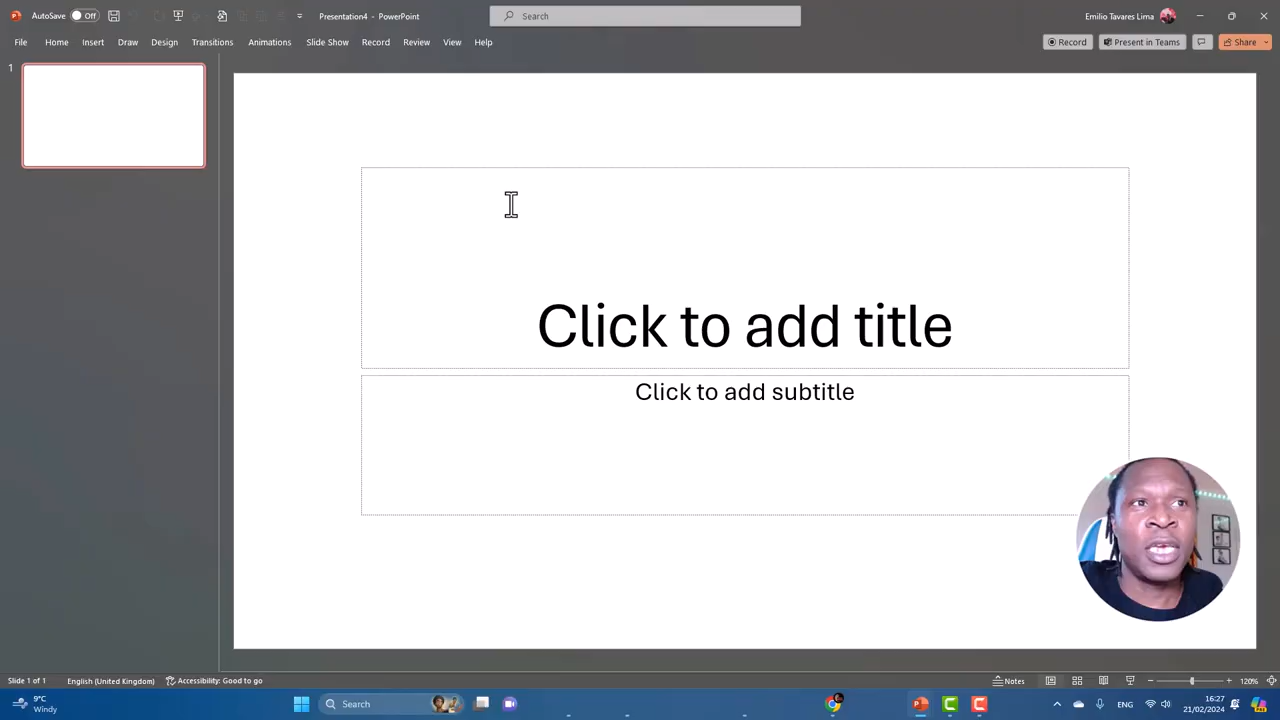 AutoSave Off Presentation4 - PowerPoint Search Emilio Tavares Lima
File Home Insert Draw Design Transitions Animations Slide Show Record Review View Help Record Present in Teams Share
1
Click to add title
Click to add subtitle
Slide 1 of 1 English (United Kingdom) Accessibility: Good to go Notes 120%
9°C
Windy
Search
ENG
16:27
21/02/2024